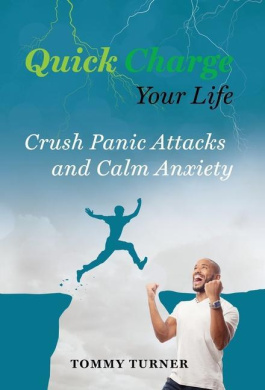 Quick Charge
Your Life
Crush Panic Attacks
and Calm Anxiety
TOMMY TURNER